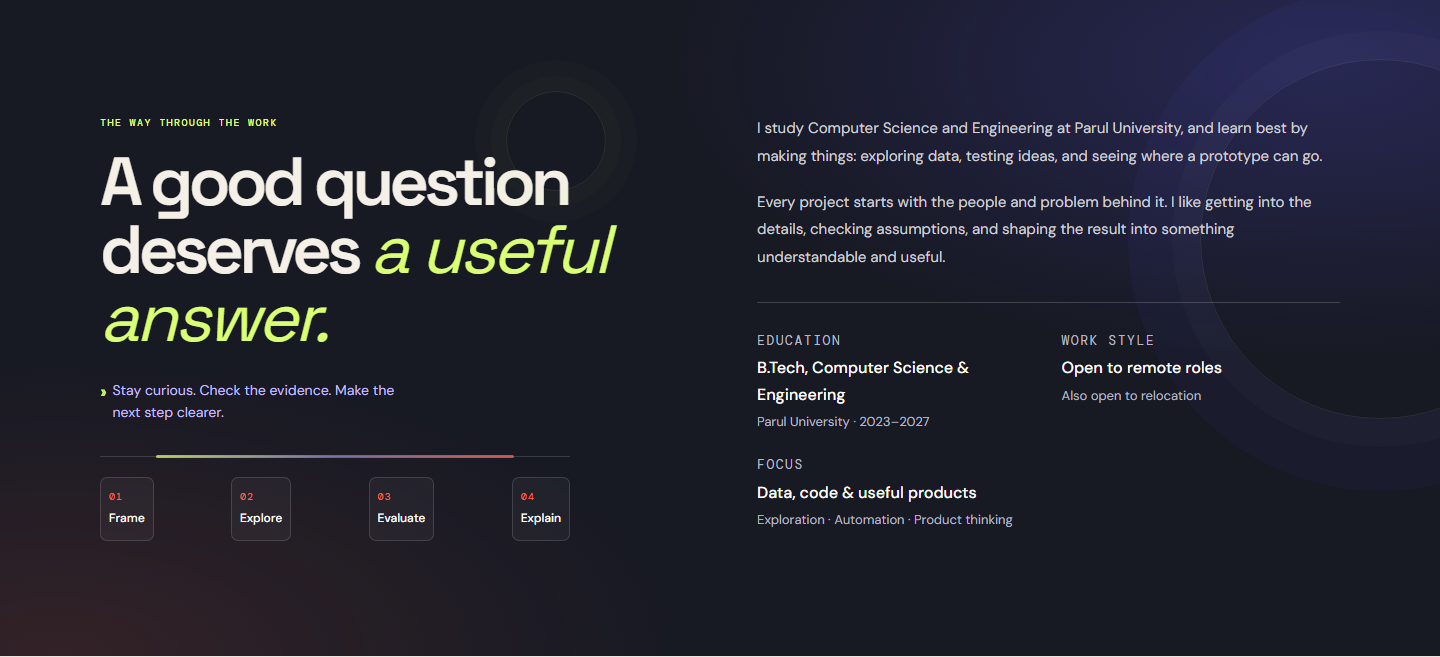 THE WAY THROUGH THE WORK
A good question
deserves a useful
answer.
» Stay curious. Check the evidence. Make the
next step clearer.
01
Frame
02
Explore
03
Evaluate
04
Explain
I study Computer Science and Engineering at Parul University, and learn best by
making things: exploring data, testing ideas, and seeing where a prototype can go.
Every project starts with the people and problem behind it. I like getting into the
details, checking assumptions, and shaping the result into something
understandable and useful.
EDUCATION
B.Tech, Computer Science &
Engineering
Parul University · 2023–2027
WORK STYLE
Open to remote roles
Also open to relocation
FOCUS
Data, code & useful products
Exploration · Automation · Product thinking